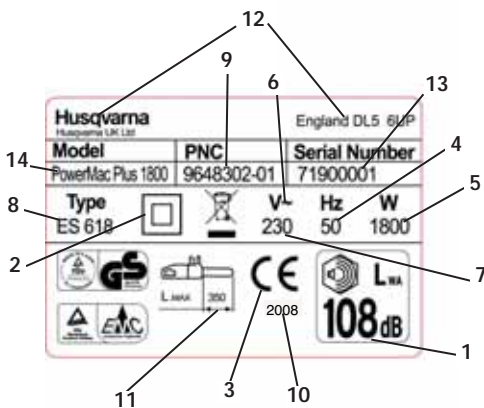 12
9
6
13
Husqvarna
Husqvarna UK Ltd
England DL5 6UP
4
Model
PNC
Serial Number
14
PowerMac Plus 1800
9648302-01
71900001
5
Type
V~
Hz
W
8
ES 618
230
50
1800
2
7
GS
L MAX
350
CE
LWA
EMC
2008
108dB
1
11
3
10